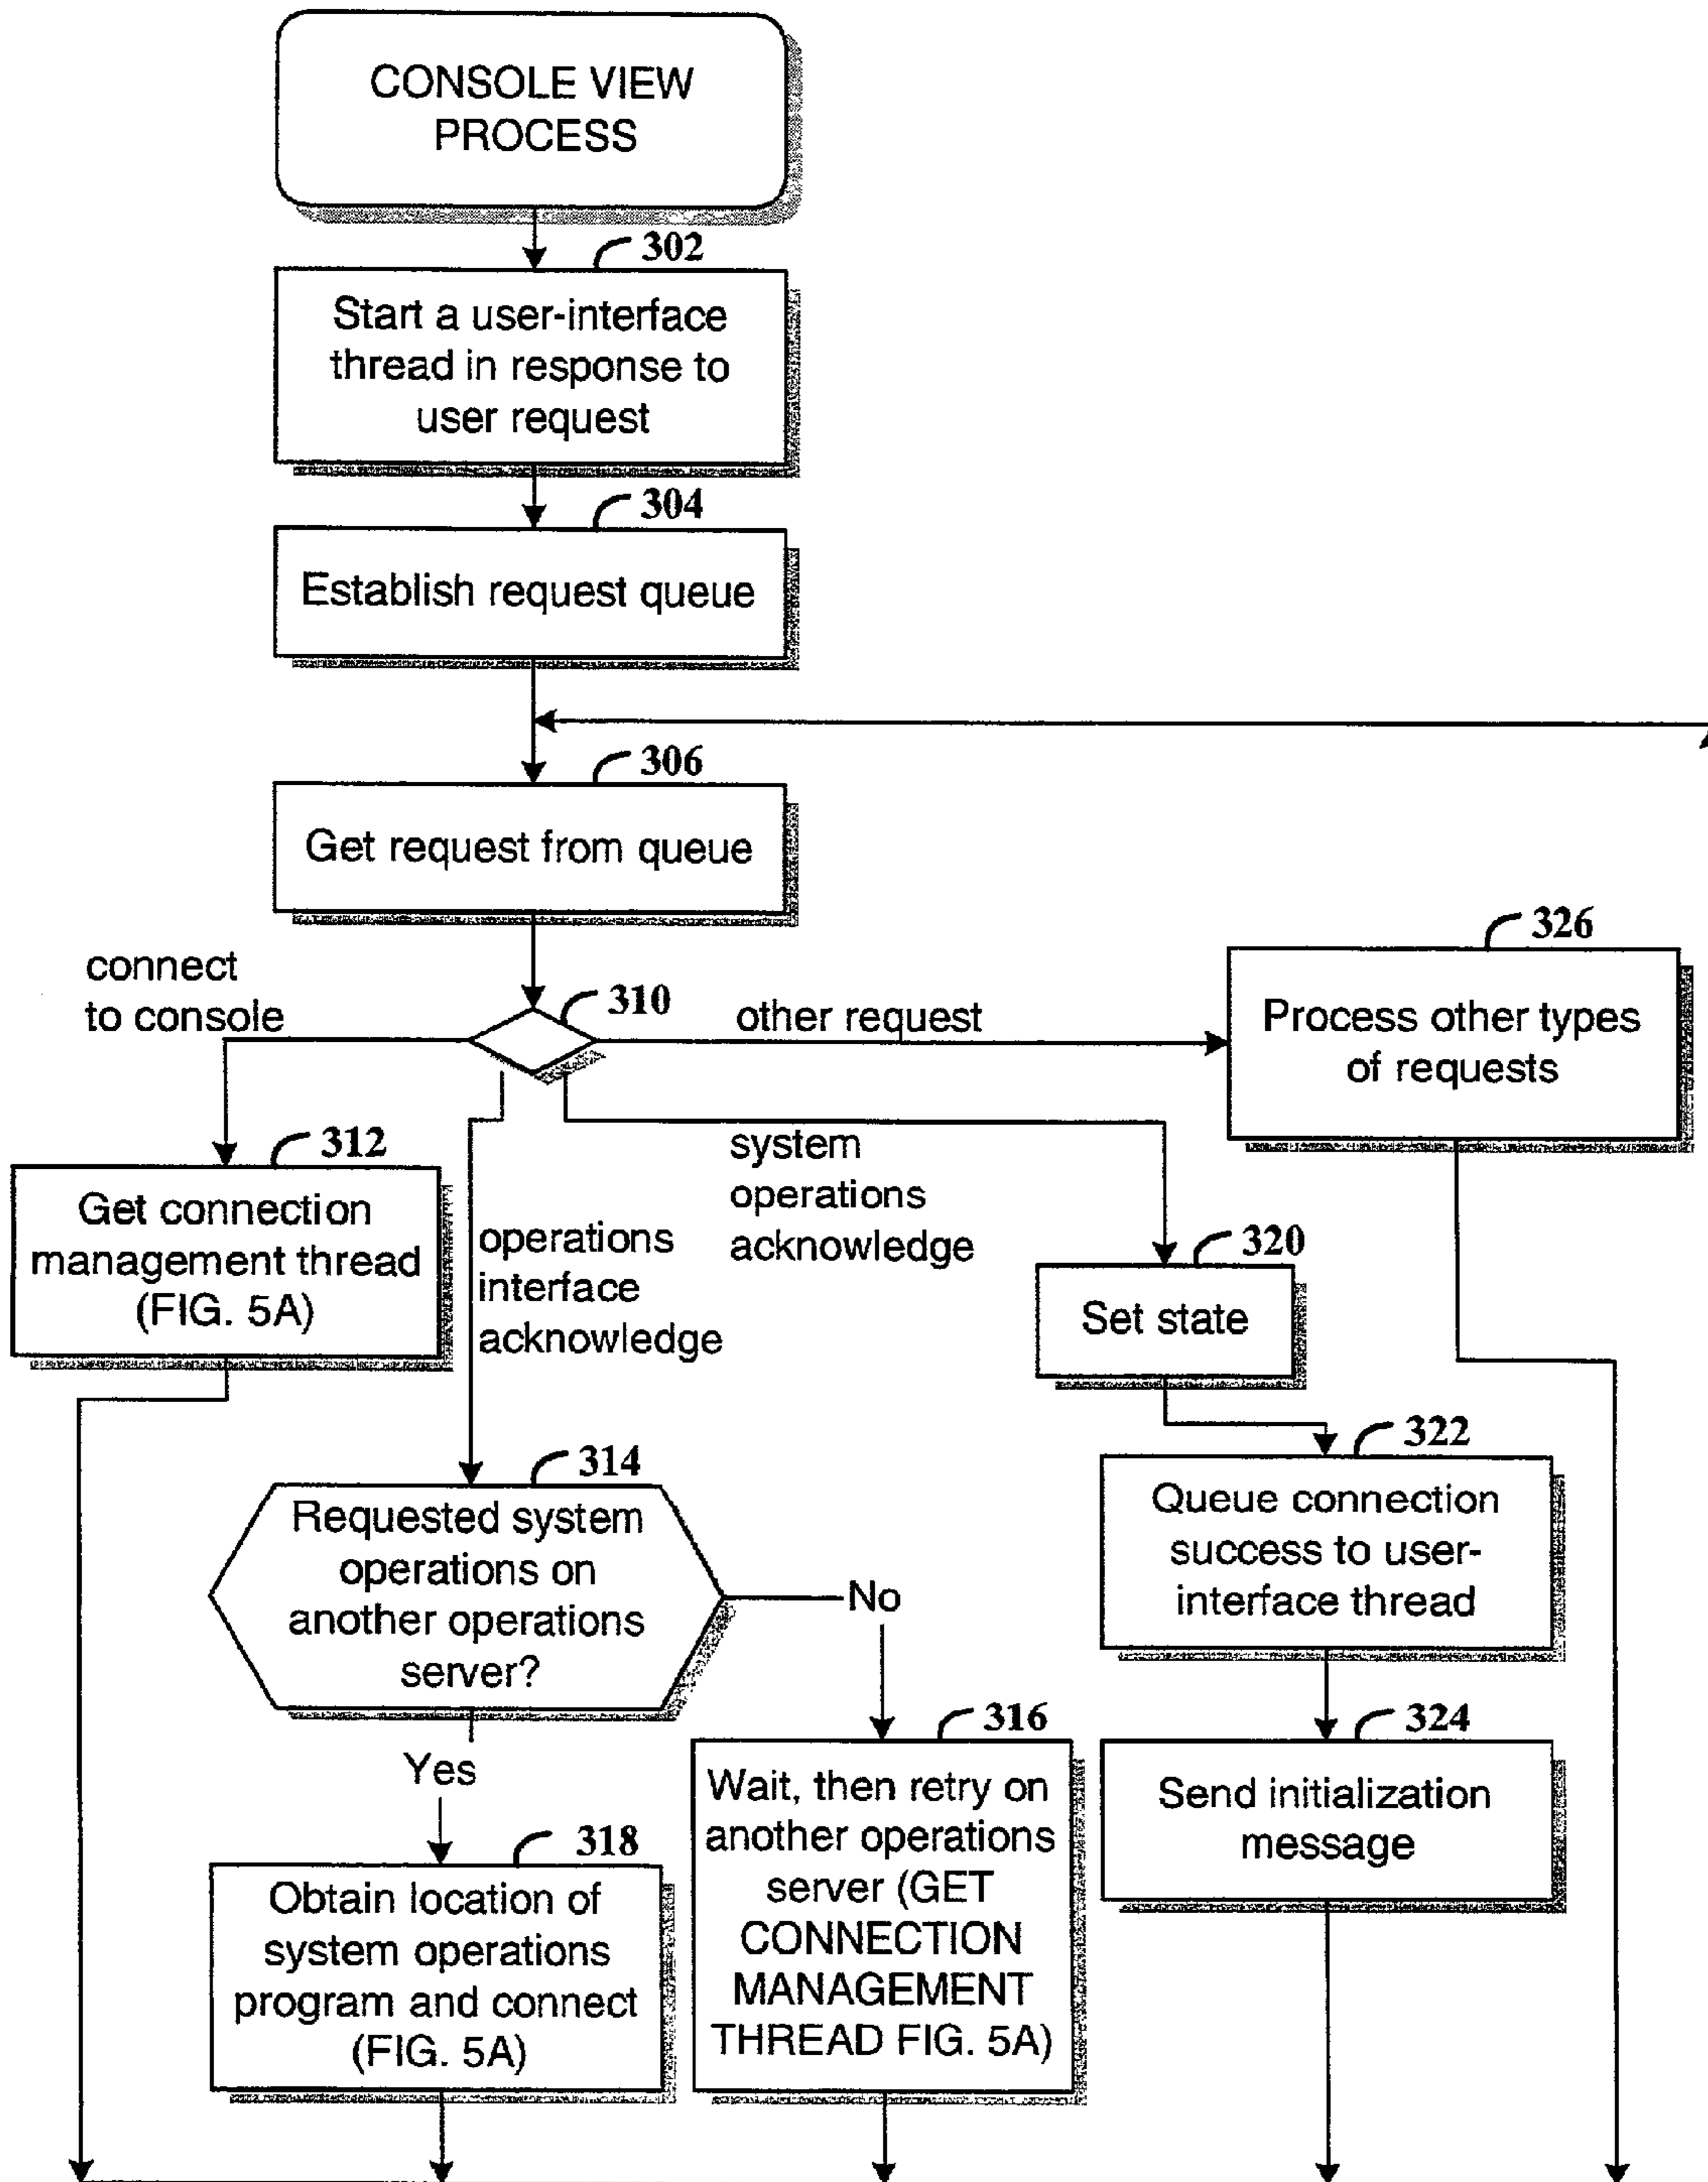 CONSOLE VIEW
PROCESS
302
Start a user-interface
thread in response to
user request
304
Establish request queue
306
Get request from queue
310
connect
to console
other request
326
Process other types
of requests
312
Get connection
management thread
(FIG. 5A)
operations
interface
acknowledge
system
operations
acknowledge
320
Set state
322
Queue connection
success to user-
interface thread
314
Requested system
operations on
another operations
server?
No
Yes
316
Wait, then retry on
another operations
server (GET
CONNECTION
MANAGEMENT
THREAD FIG. 5A)
324
Send initialization
message
318
Obtain location of
system operations
program and connect
(FIG. 5A)